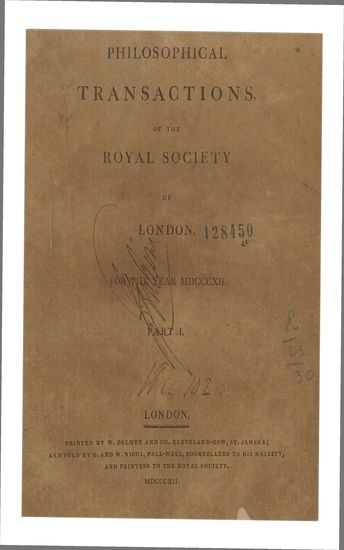 PHILOSOPHICAL
TRANSACTIONS,
OF THE
ROYAL SOCIETY
OF
LONDON.
128450
FOR THE YEAR MDCCCXII.
PART I.
LONDON,
PRINTED BY W. BULMER AND CO. CLEVELAND-ROW, ST. JAMES'S;
AND SOLD BY G. AND W. NICOL, PALL-MALL, BOOKSELLERS TO HIS MAJESTY,
AND PRINTERS TO THE ROYAL SOCIETY.
MDCCCXII.